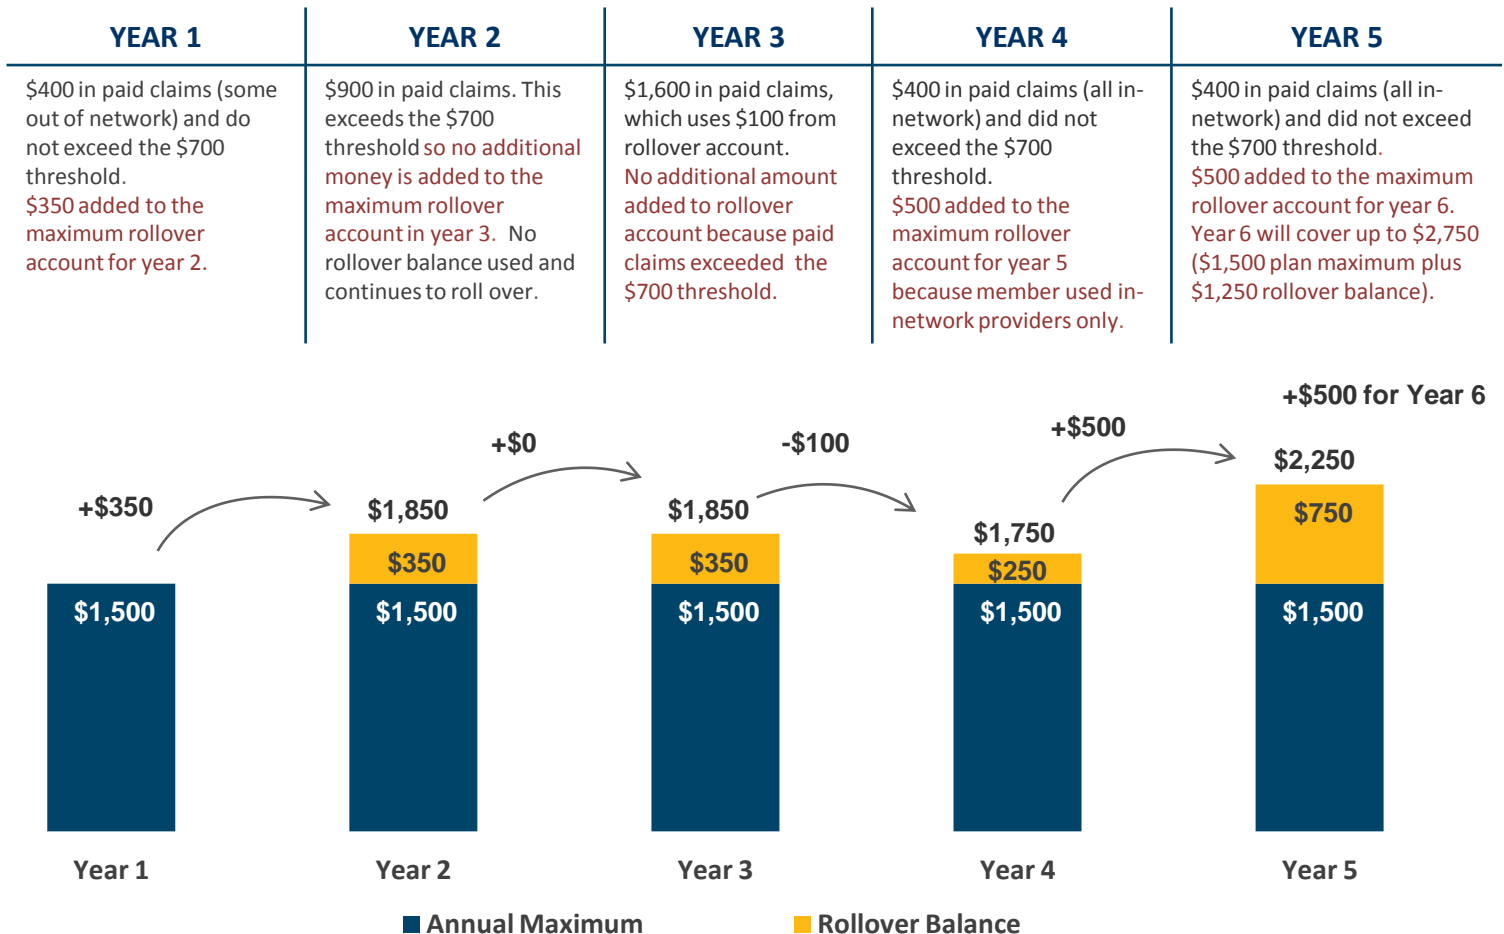 YEAR 1
$400 in paid claims (some
out of network) and do
not exceed the $700
threshold.
$350 added to the
maximum rollover
account for year 2.
YEAR 2
$900 in paid claims. This
exceeds the $700
threshold so no additional
money is added to the
maximum rollover
account in year 3. No
rollover balance used and
continues to roll over.
YEAR 3
$1,600 in paid claims,
which uses $100 from
rollover account.
No additional amount
added to rollover
account because paid
claims exceeded the
$700 threshold.
YEAR 4
$400 in paid claims (all in-
network) and did not
exceed the $700
threshold.
$500 added to the
maximum rollover
account for year 5
because member used in-
network providers only.
YEAR 5
$400 in paid claims (all in-
network) and did not exceed
the $700 threshold.
$500 added to the maximum
rollover account for year 6.
Year 6 will cover up to $2,750
($1,500 plan maximum plus
$1,250 rollover balance).
+$350
+$0
-$100
+$500
+$500 for Year 6
$1,850
$1,850
$1,750
$2,250
$350
$350
$250
$750
$1,500
$1,500
$1,500
$1,500
$1,500
Year 1
Year 2
Year 3
Year 4
Year 5
Annual Maximum
Rollover Balance